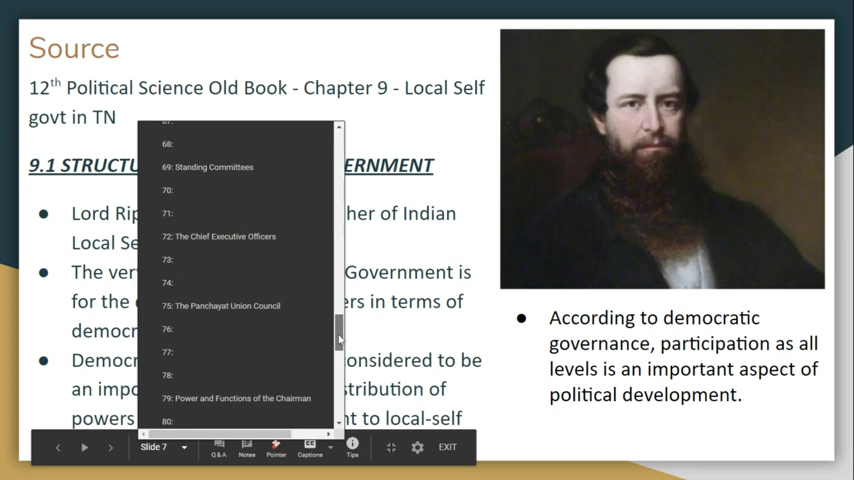 Source
12th Political Science Old Book - Chapter 9 - Local Self
govt in TN
9.1 STRUCTU ERNMENT
● Lord Rip her of Indian
Local Se
● The ver Government is
for the ers in terms of
democr
● Democr onsidered to be
an impo stribution of
powers nt to local-self
67:
68:
69: Standing Committees
70:
71:
72: The Chief Executive Officers
73:
74:
75: The Panchayat Union Council
76:
77:
78:
79: Power and Functions of the Chairman
80:
● According to democratic
governance, participation as all
levels is an important aspect of
political development.
Slide 7 Q & A Notes Pointer Captions Tips EXIT